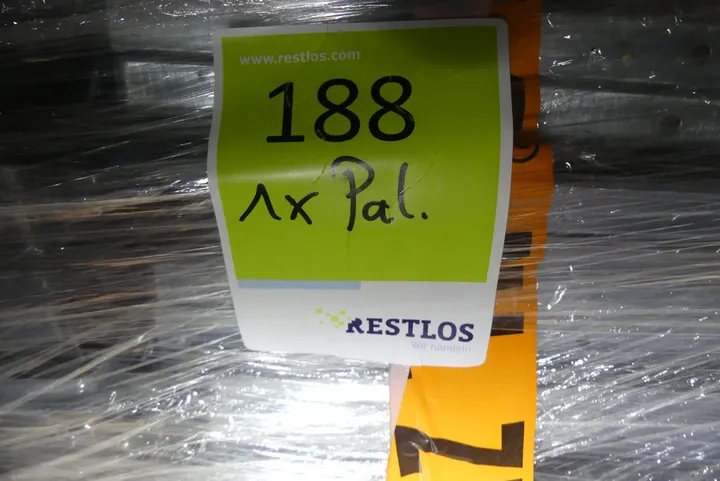 www.restlos.com
188
1x Pal.
RESTLOS
Wir handeln.